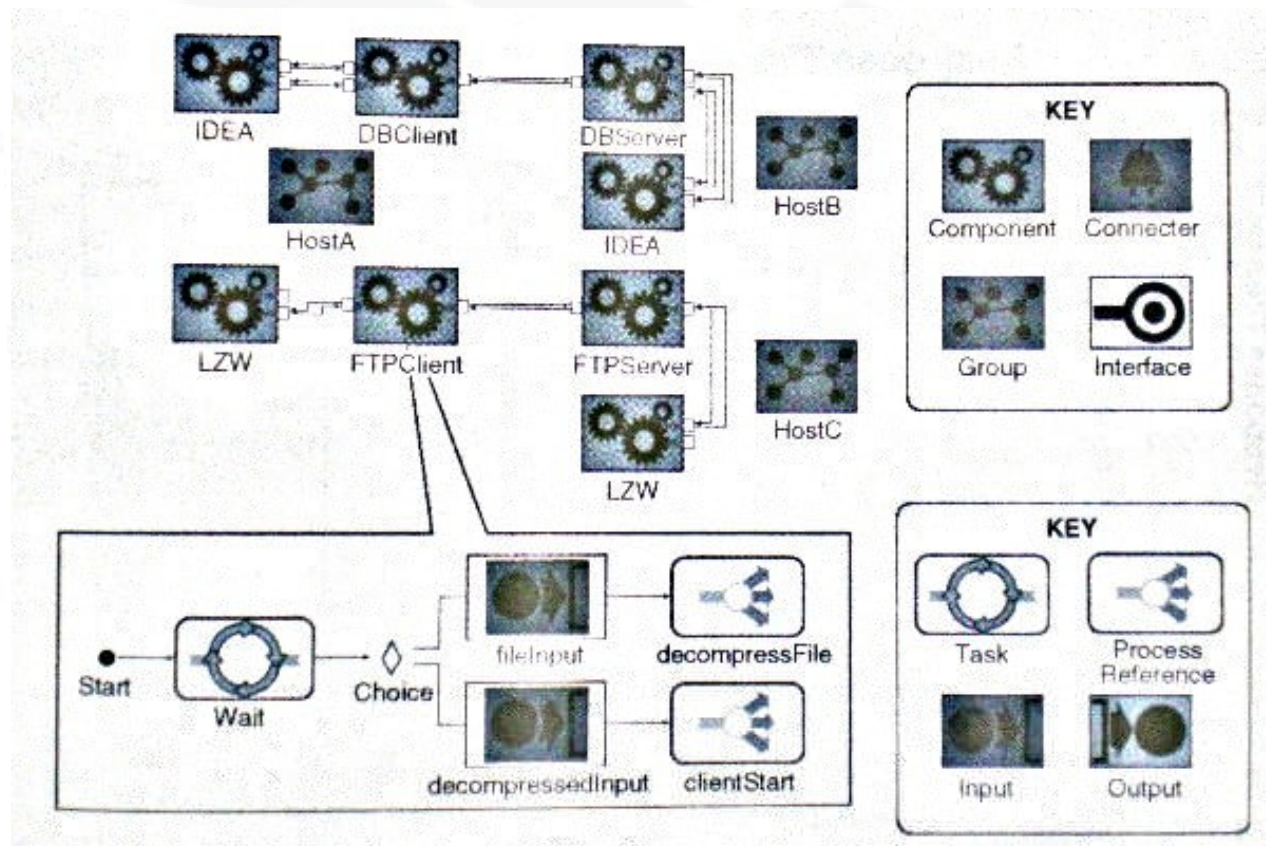 IDEA
DBClient
DBServer
HostA
IDEA
HostB
LZW
FTPClient
FTPServer
LZW
HostC
KEY
Component
Connecter
Group
Interface
Start
Wait
Choice
fileInput
decompressFile
decompressedInput
clientStart
KEY
Task
Process
Reference
Input
Output